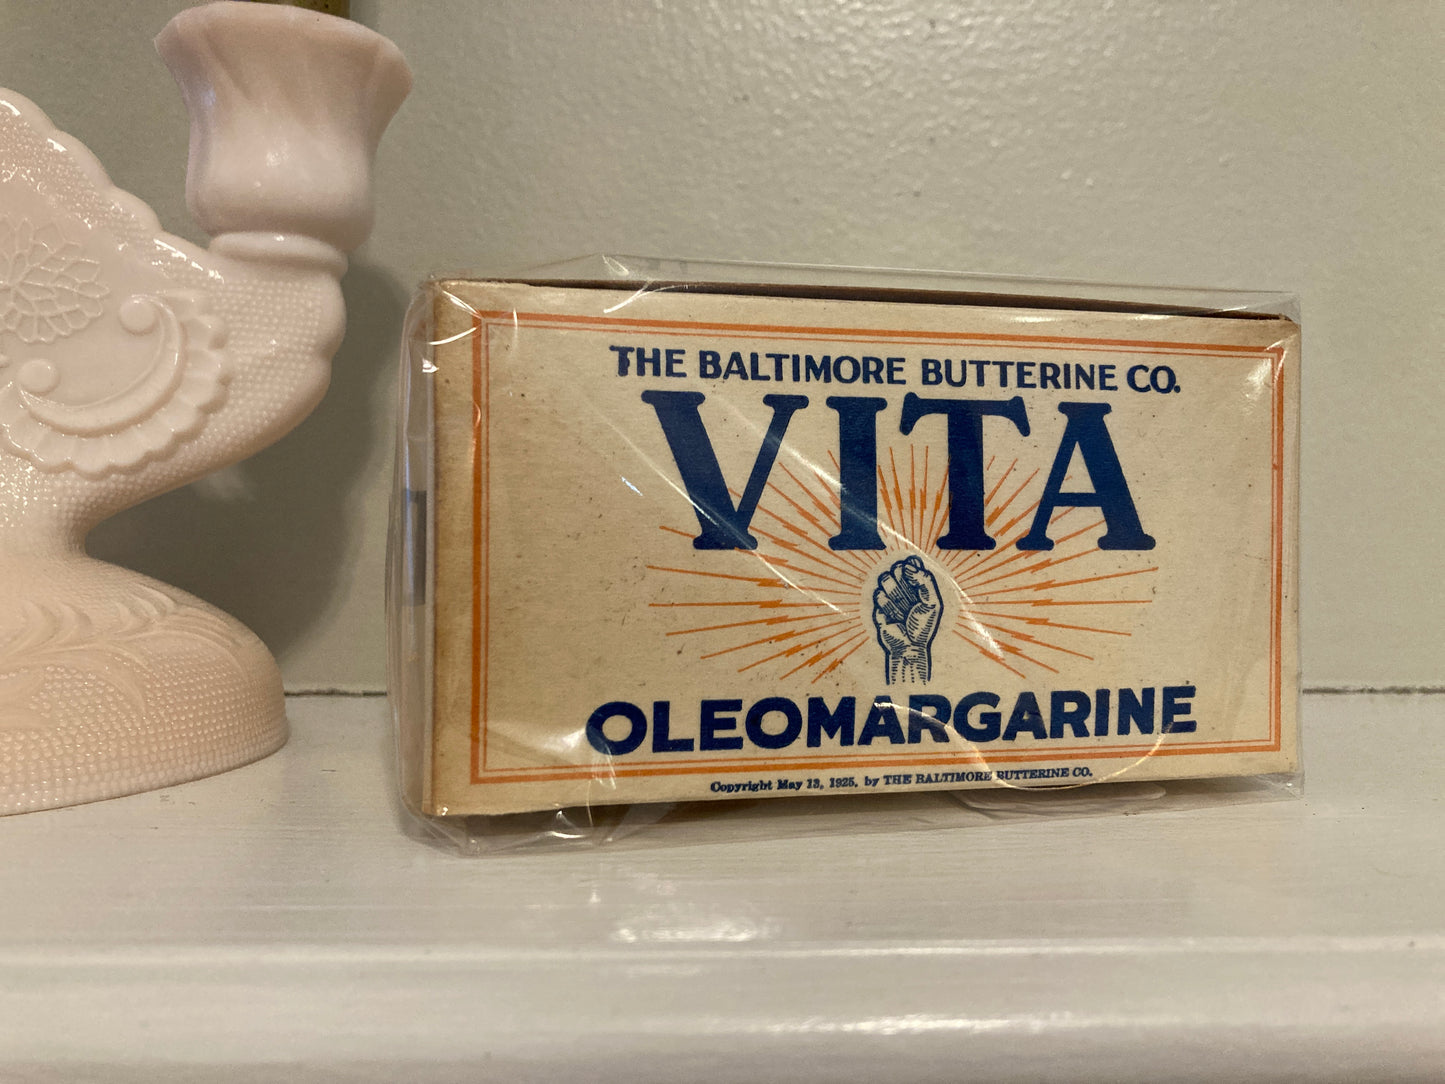 THE BALTIMORE BUTTERINE CO.
VITA
OLEOMARGARINE
Copyright May 13, 1925, by THE BALTIMORE BUTTERINE CO.